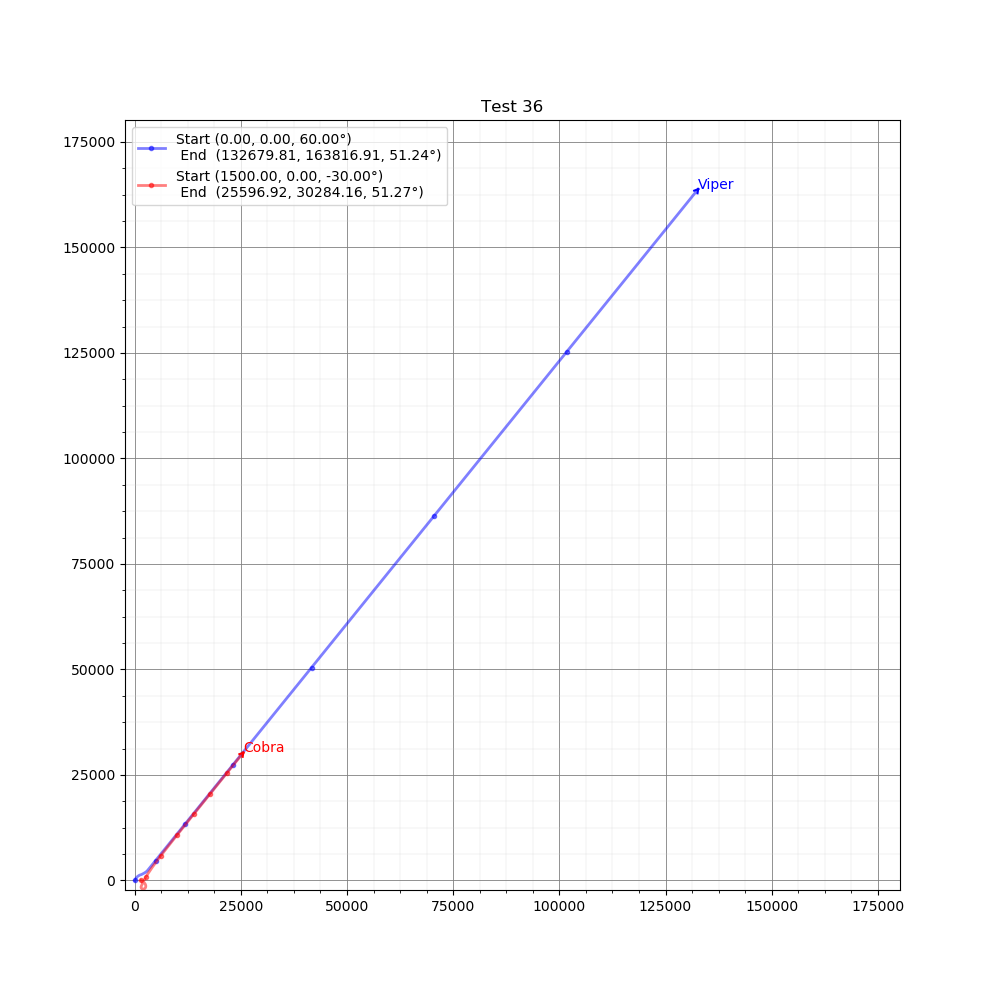 Test 36
Start (0.00, 0.00, 60.00°)
End (132679.81, 163816.91, 51.24°)
Start (1500.00, 0.00, -30.00°)
End (25596.92, 30284.16, 51.27°)
175000
150000
125000
100000
75000
50000
25000
0
Viper
Cobra
0 25000 50000 75000 100000 125000 150000 175000